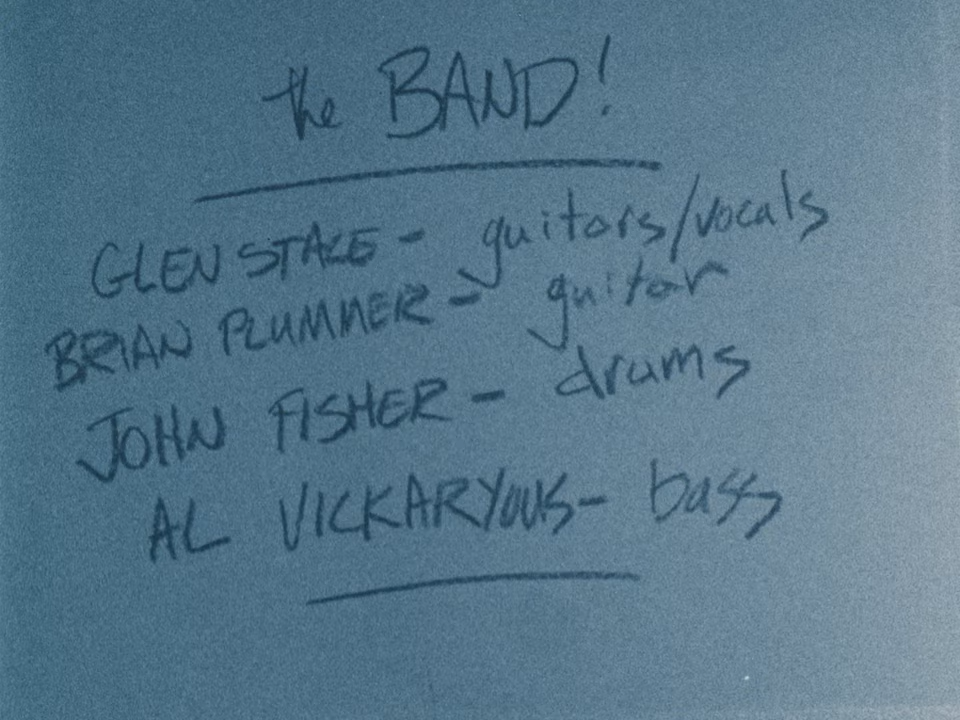 the BAND!
GLEN STACE - guitars/vocals
BRIAN PLUMMER - guitar
JOHN FISHER - drums
AL VICKARYOUS - bass